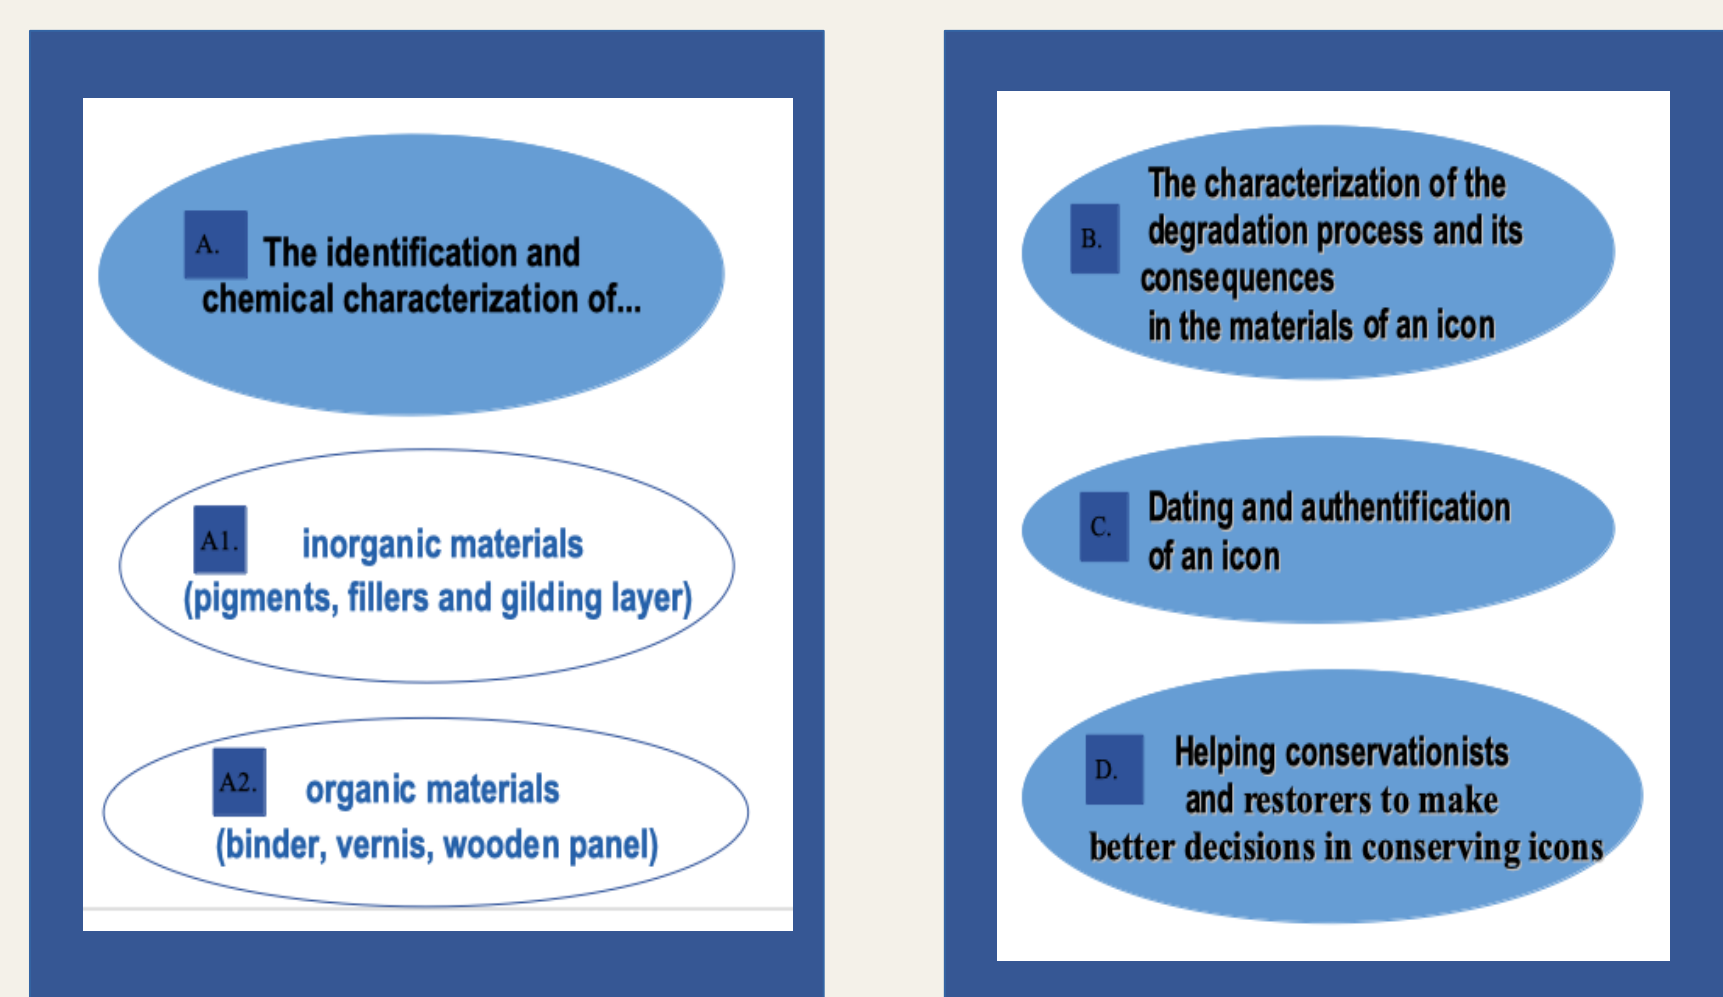 A. The identification and
chemical characterization of...
A1. inorganic materials
(pigments, fillers and gilding layer)
A2. organic materials
(binder, vernis, wooden panel)
B. The characterization of the
degradation process and its
consequences
in the materials of an icon
C. Dating and authentification
of an icon
D. Helping conservationists
and restorers to make
better decisions in conserving icons